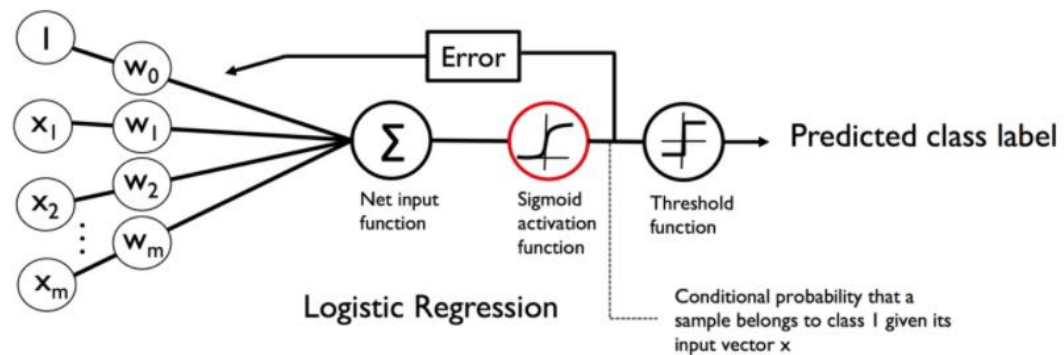 1
w0
x1
w1
x2
w2
⋮
xm
wm
Error
Σ
Net input
function
Sigmoid
activation
function
Threshold
function
Predicted class label
Logistic Regression
Conditional probability that a
sample belongs to class 1 given its
input vector x